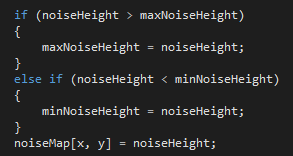 if (noiseHeight > maxNoiseHeight)
{
    maxNoiseHeight = noiseHeight;
}
else if (noiseHeight < minNoiseHeight)
{
    minNoiseHeight = noiseHeight;
}
noiseMap[x, y] = noiseHeight;